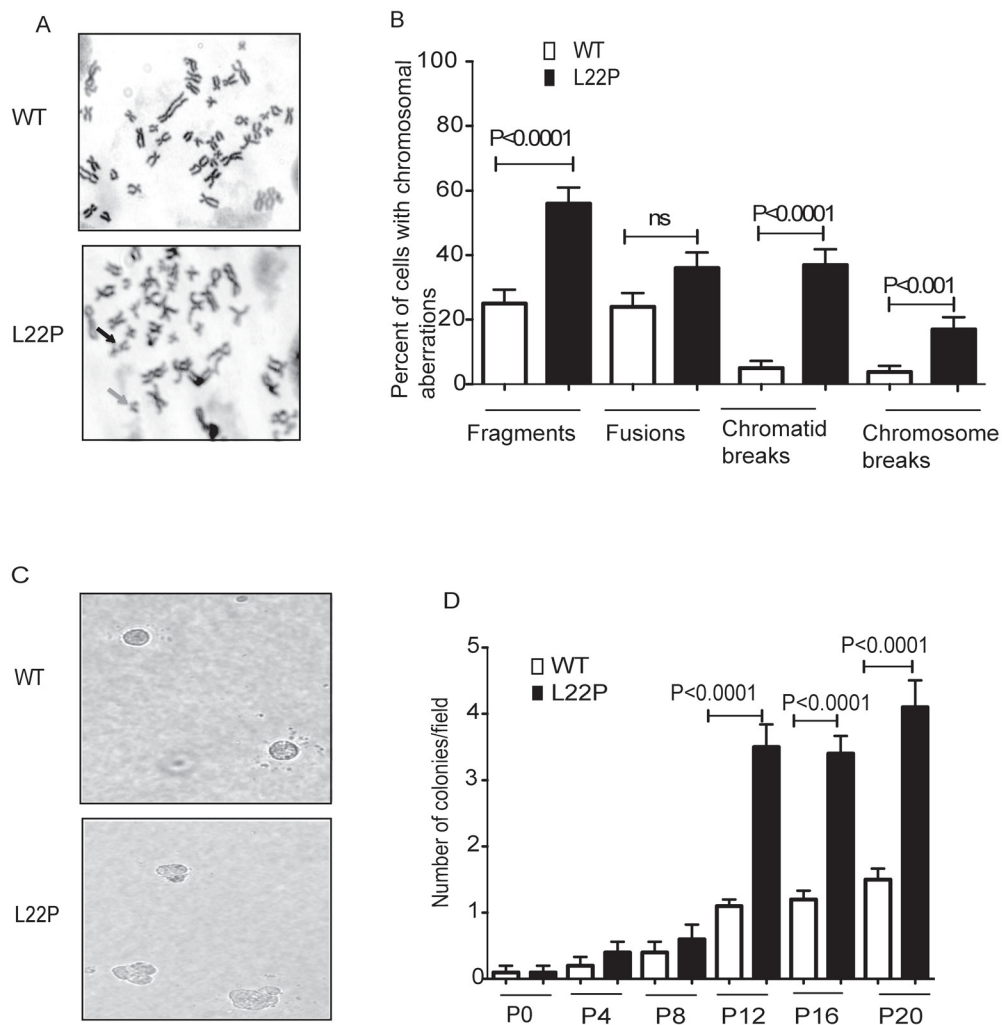 A
WT
L22P
B
WT
L22P
Percent of cells with chromosomal
aberrations
100
80
60
40
20
0
P<0.0001
ns
P<0.0001
P<0.001
Fragments
Fusions
Chromatid
breaks
Chromosome
breaks
C
WT
L22P
D
WT
L22P
Number of colonies/field
5
4
3
2
1
0
P<0.0001
P<0.0001
P<0.0001
P0
P4
P8
P12
P16
P20